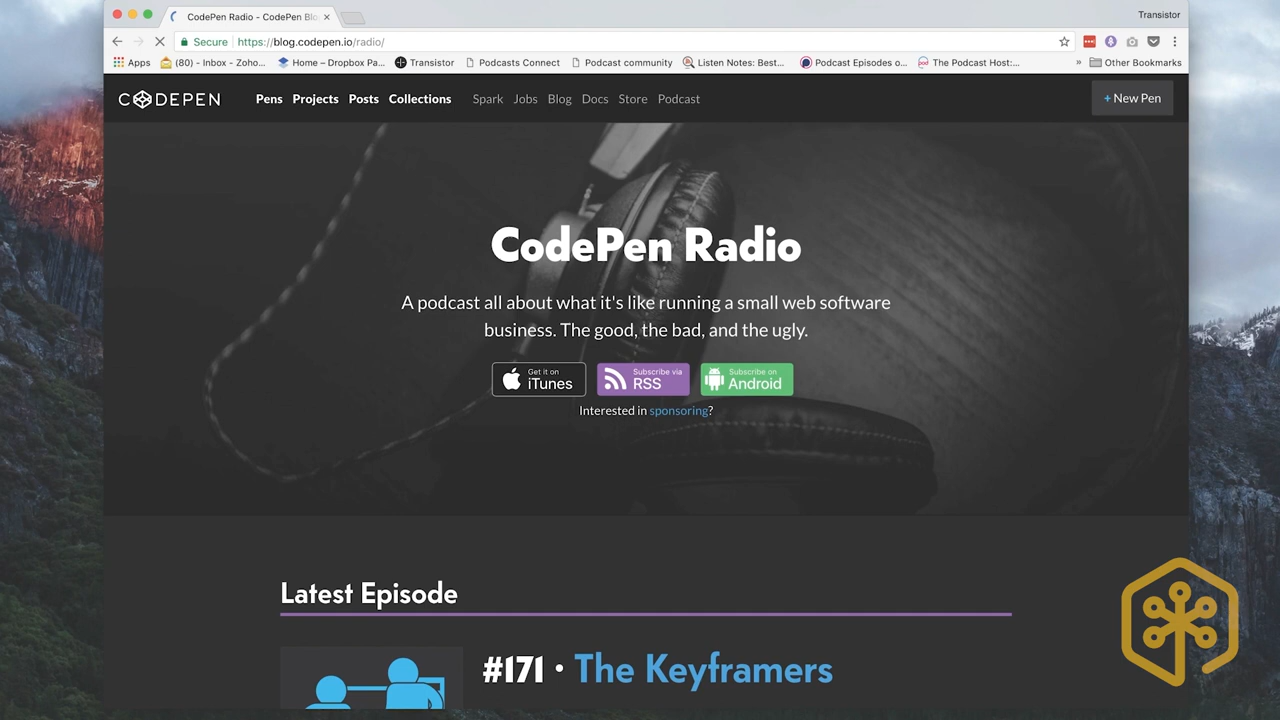 CodePen Radio - CodePen Blo
Transistor
Secure https://blog.codepen.io/radio/
Apps (80) - Inbox - Zoho... Home – Dropbox Pa... Transistor Podcasts Connect Podcast community Listen Notes: Best... Podcast Episodes o... The Podcast Host:... » Other Bookmarks
CODEPEN Pens Projects Posts Collections Spark Jobs Blog Docs Store Podcast + New Pen
CodePen Radio
A podcast all about what it's like running a small web software
business. The good, the bad, and the ugly.
Get it on Subscribe via Subscribe on
iTunes RSS Android
Interested in sponsoring?
Latest Episode
#171 · The Keyframers